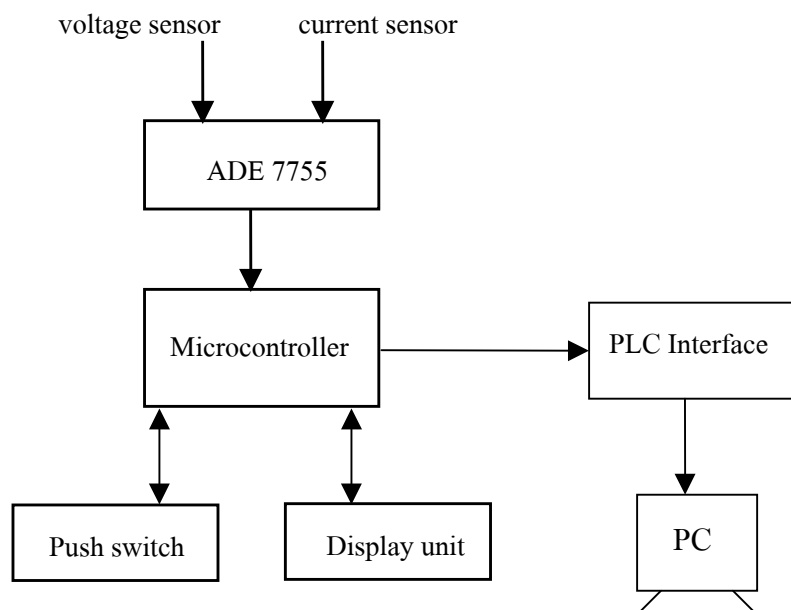 voltage sensor
current sensor
ADE 7755
Microcontroller
PLC Interface
Push switch
Display unit
PC